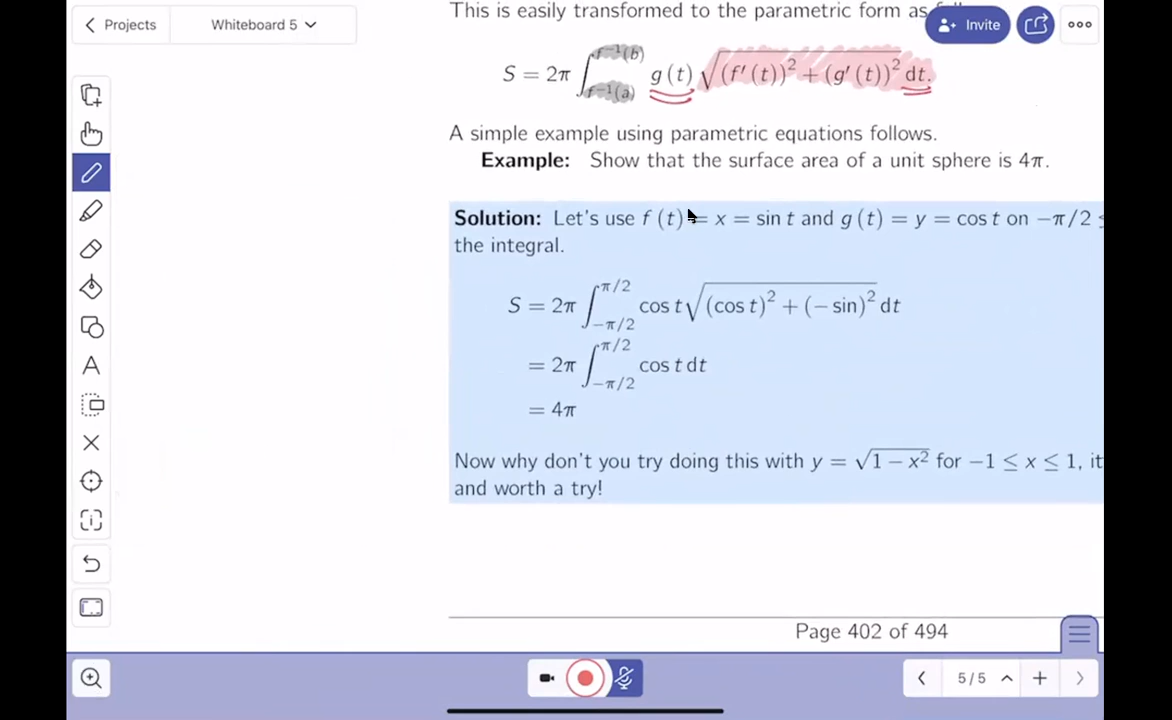 Projects
Whiteboard 5
Invite
This is easily transformed to the parametric form as
S = 2π ∫_{f⁻¹(a)}^{f⁻¹(b)} g(t) √((f′(t))² + (g′(t))²) dt.
A simple example using parametric equations follows.
Example: Show that the surface area of a unit sphere is 4π.
Solution: Let's use f (t) = x = sin t and g (t) = y = cos t on −π/2 ≤
the integral.
S = 2π ∫_{−π/2}^{π/2} cos t √((cos t)² + (− sin)²) dt
= 2π ∫_{−π/2}^{π/2} cos t dt
= 4π
Now why don't you try doing this with y = √(1 − x²) for −1 ≤ x ≤ 1, it
and worth a try!
Page 402 of 494
5/5